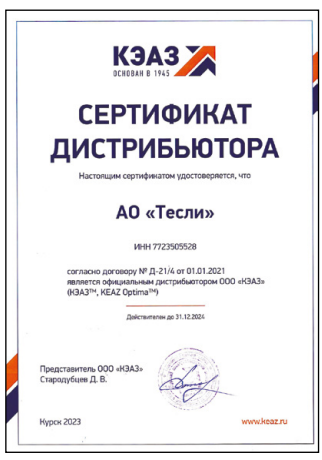 КЭАЗ
ОСНОВАН В 1945
СЕРТИФИКАТ
ДИСТРИБЬЮТОРА
Настоящим сертификатом удостоверяется, что
АО «Тесли»
ИНН 7723505528
согласно договору № Д-21/4 от 01.01.2021
является официальным дистрибьютором ООО «КЭАЗ»
(КЭАЗ™, KEAZ Optima™)
Действителен до 31.12.2024
Представитель ООО «КЭАЗ»
Стародубцев Д. В.
Курск 2023
www.keaz.ru